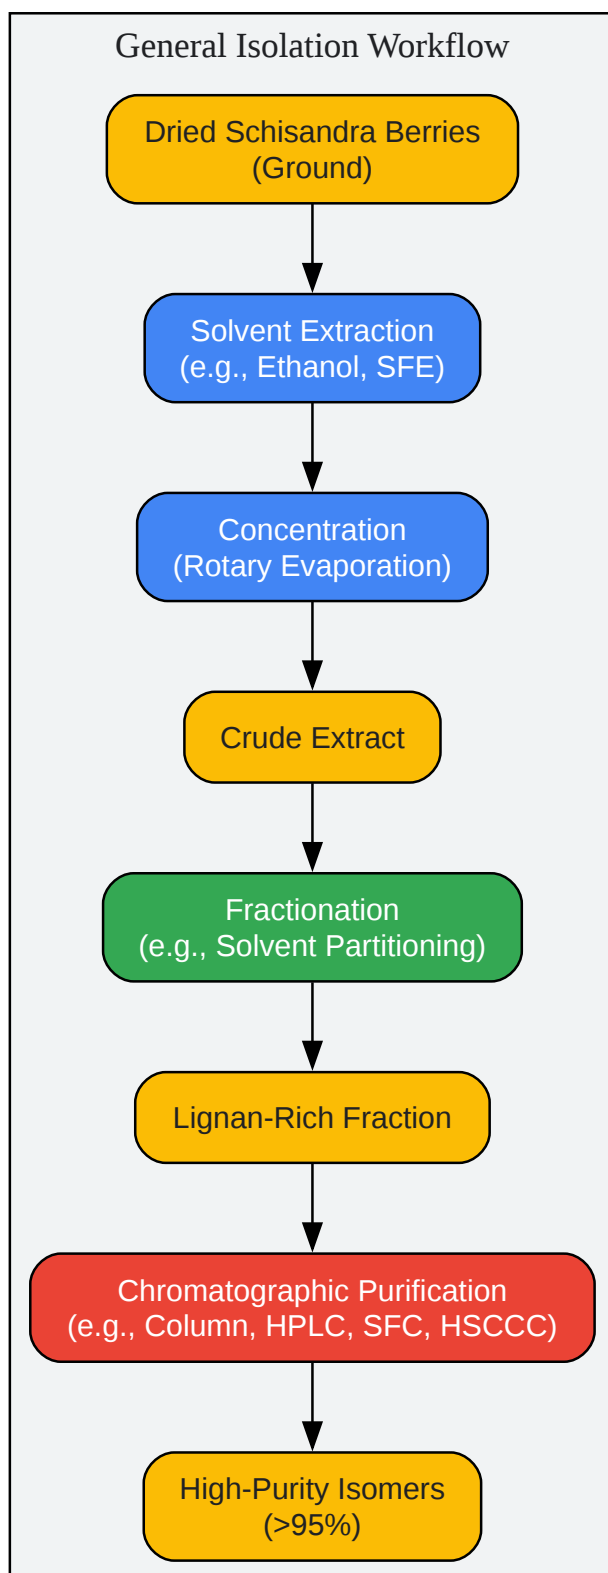 General Isolation Workflow
Dried Schisandra Berries
(Ground)
Solvent Extraction
(e.g., Ethanol, SFE)
Concentration
(Rotary Evaporation)
Crude Extract
Fractionation
(e.g., Solvent Partitioning)
Lignan-Rich Fraction
Chromatographic Purification
(e.g., Column, HPLC, SFC, HSCCC)
High-Purity Isomers
(>95%)